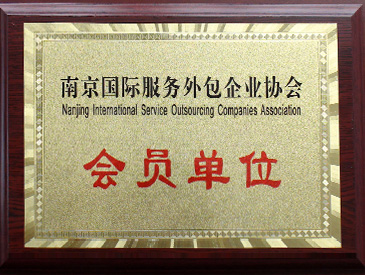 南京国际服务外包企业协会
Nanjing International Service Outsourcing Companies Association
会员单位